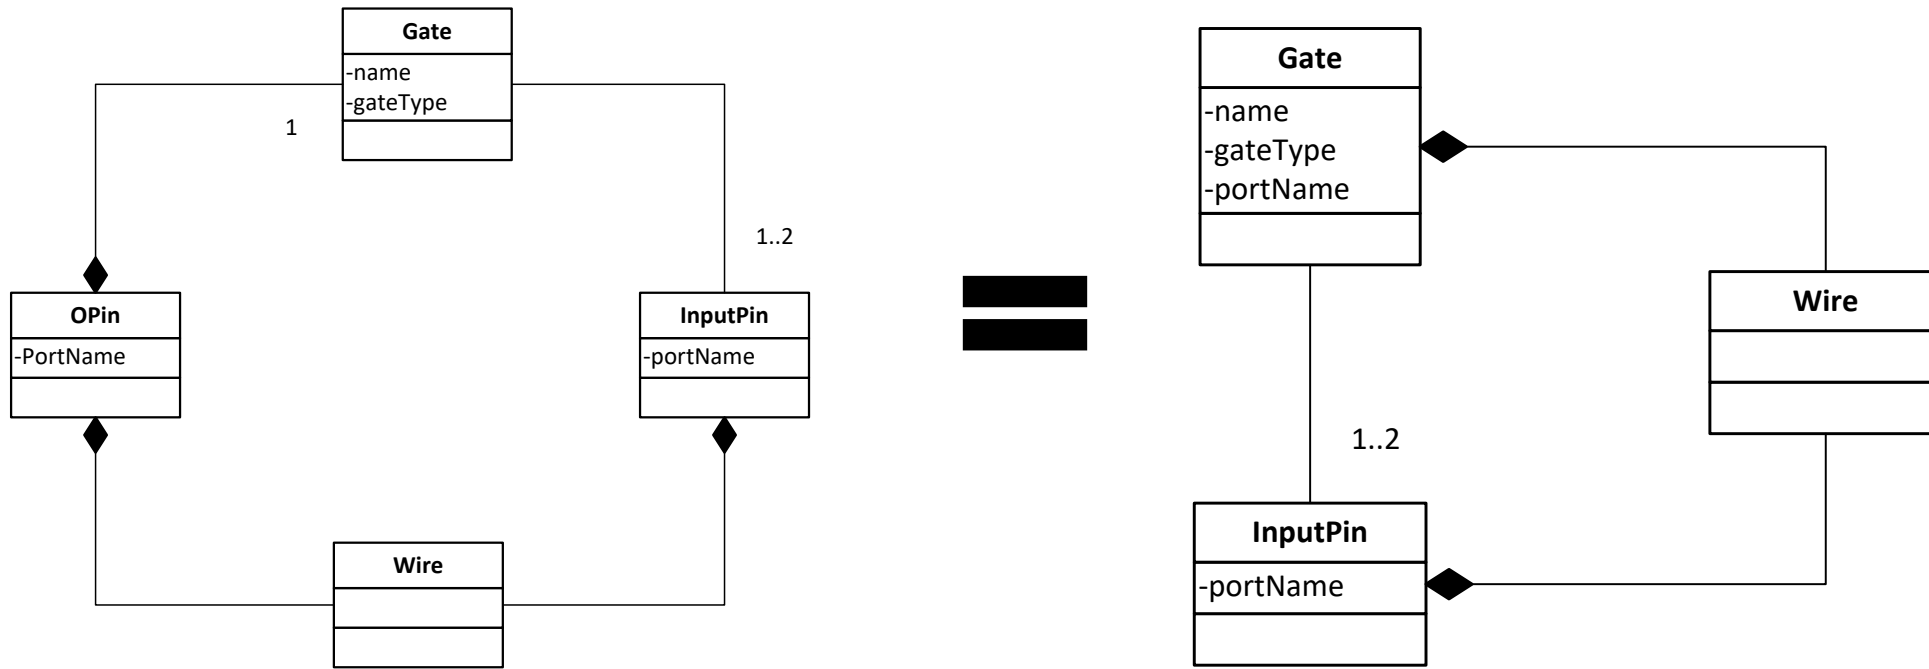 Gate
-name
-gateType
1
1..2
OPin
-PortName
InputPin
-portName
Wire
Gate
-name
-gateType
-portName
Wire
1..2
InputPin
-portName